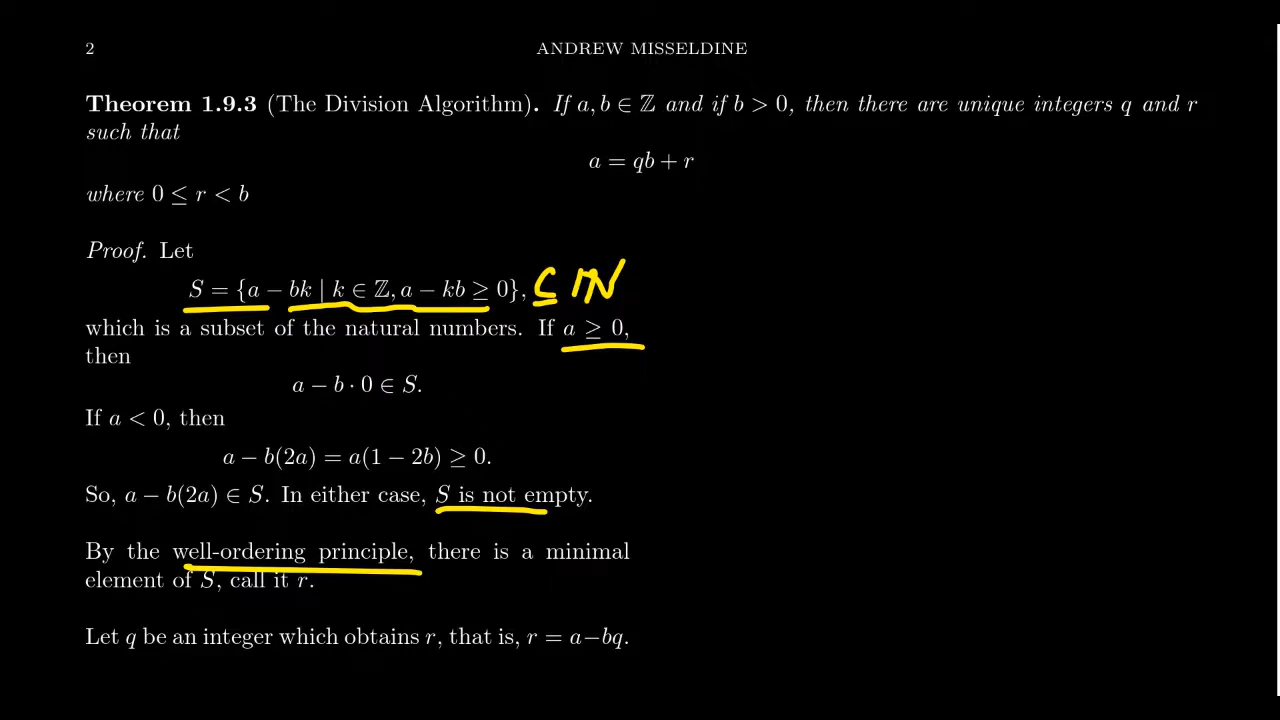 2 ANDREW MISSELDINE
Theorem 1.9.3 (The Division Algorithm). If a, b ∈ ℤ and if b > 0, then there are unique integers q and r
such that
a = qb + r
where 0 ≤ r < b
Proof. Let
S = {a − bk | k ∈ ℤ, a − kb ≥ 0}, ⊆ ℕ
which is a subset of the natural numbers. If a ≥ 0,
then
a − b · 0 ∈ S.
If a < 0, then
a − b(2a) = a(1 − 2b) ≥ 0.
So, a − b(2a) ∈ S. In either case, S is not empty.
By the well-ordering principle, there is a minimal
element of S, call it r.
Let q be an integer which obtains r, that is, r = a−bq.